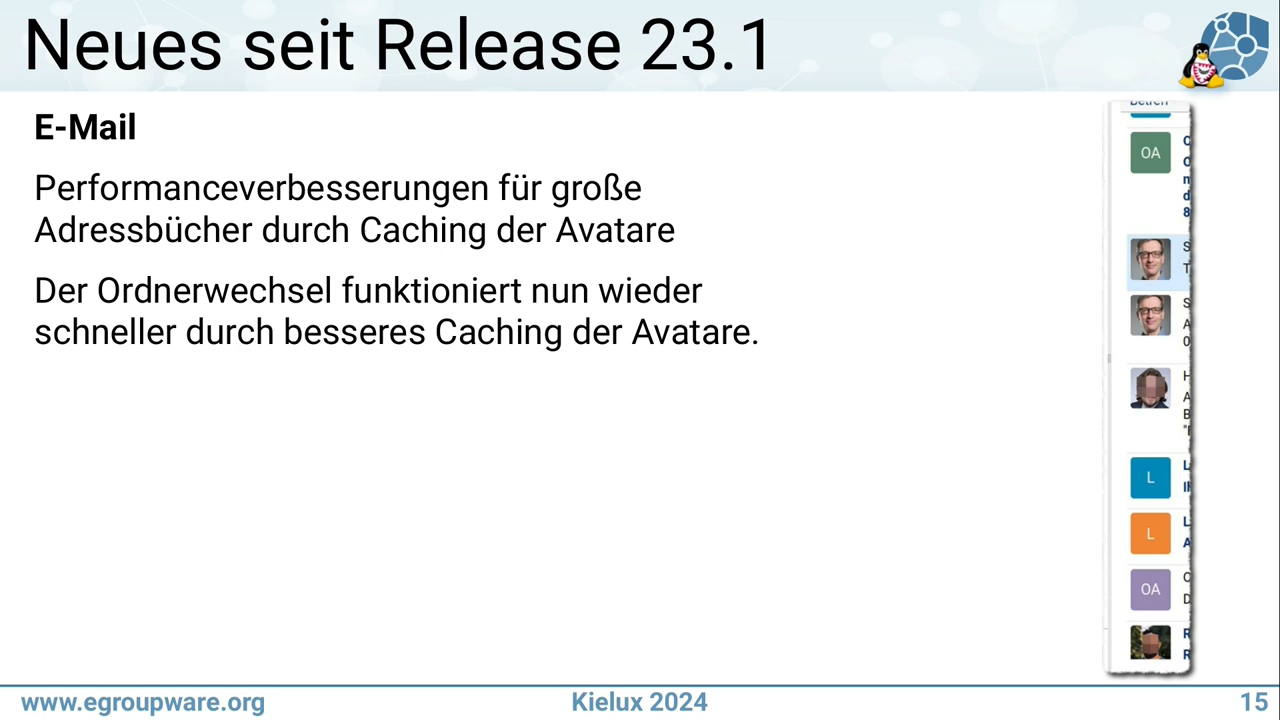 Neues seit Release 23.1
E-Mail
Performanceverbesserungen für große
Adressbücher durch Caching der Avatare
Der Ordnerwechsel funktioniert nun wieder
schneller durch besseres Caching der Avatare.
OA
L
L
OA
www.egroupware.org
Kielux 2024
15